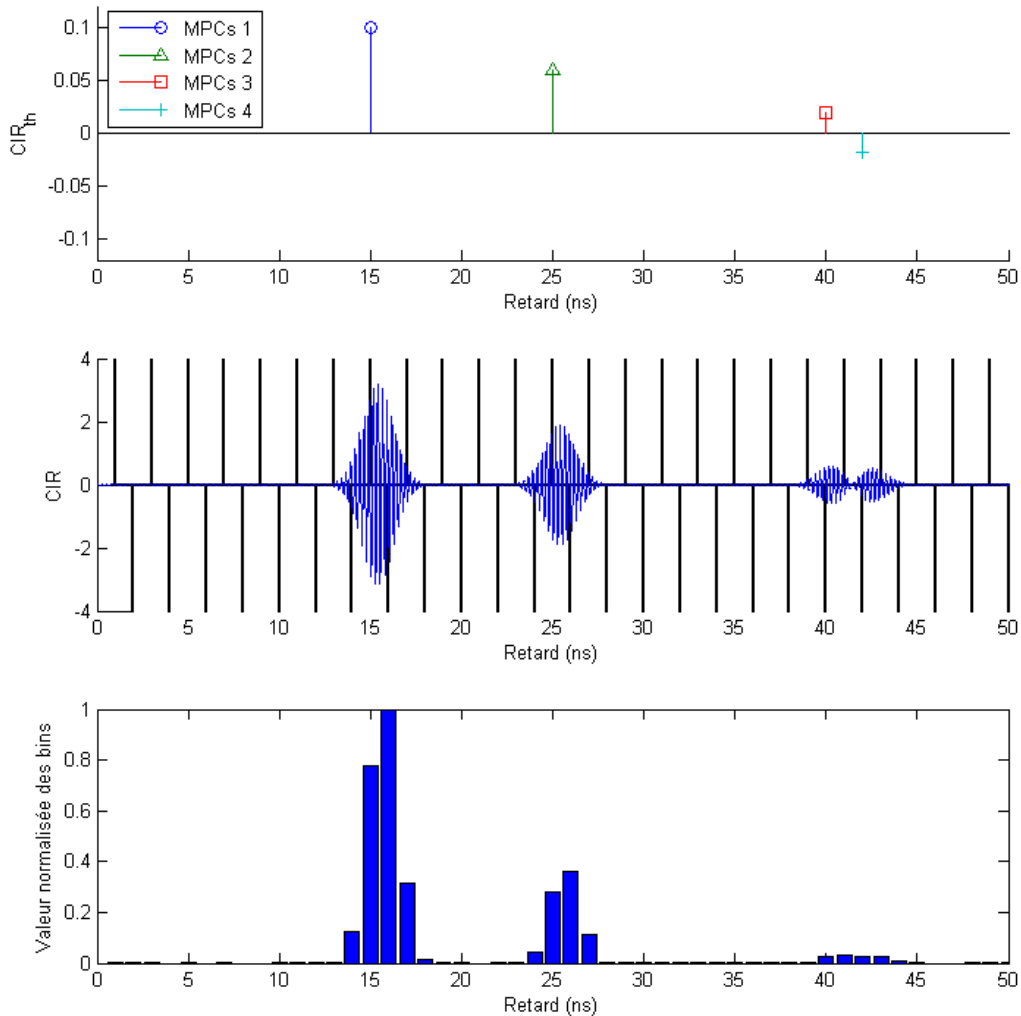 MPCs 1
MPCs 2
MPCs 3
MPCs 4
0.1
0.05
0
-0.05
-0.1
CIRth
0 5 10 15 20 25 30 35 40 45 50
Retard (ns)
4
2
0
-2
-4
CIR
0 5 10 15 20 25 30 35 40 45 50
Retard (ns)
1
0.8
0.6
0.4
0.2
0
Valeur normalisée des bins
0 5 10 15 20 25 30 35 40 45 50
Retard (ns)